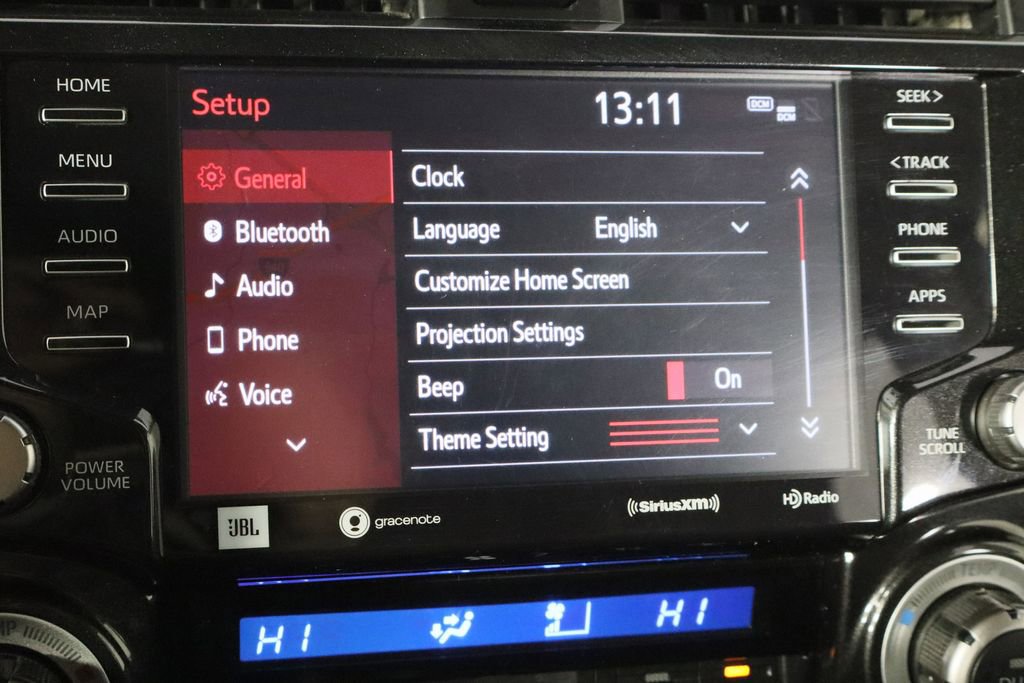 HOME
MENU
AUDIO
MAP
POWER
VOLUME
Setup
13:11
DCM
DCM
General
Bluetooth
Audio
Phone
Voice
Clock
Language English
Customize Home Screen
Projection Settings
Beep On
Theme Setting
SEEK>
<TRACK
PHONE
APPS
TUNE
SCROLL
JBL
gracenote
((SiriusXM))
HD Radio
HI
HI